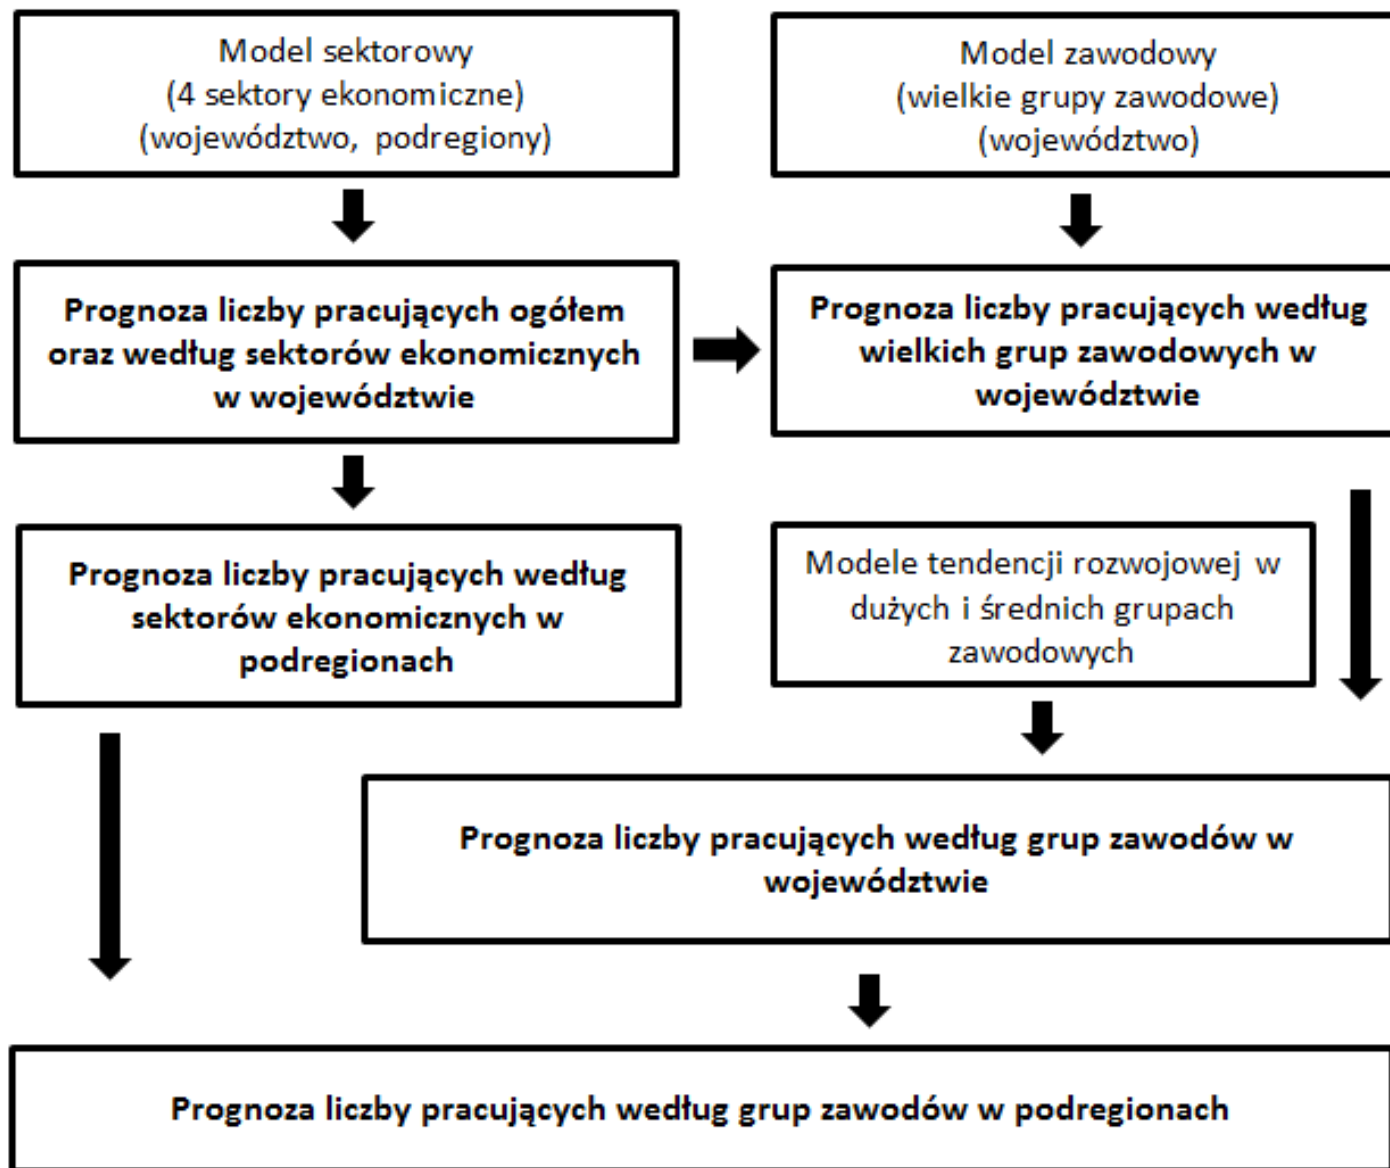 Model sektorowy
(4 sektory ekonomiczne)
(województwo, podregiony)
Model zawodowy
(wielkie grupy zawodowe)
(województwo)
Prognoza liczby pracujących ogółem
oraz według sektorów ekonomicznych
w województwie
Prognoza liczby pracujących według
wielkich grup zawodowych w
województwie
Prognoza liczby pracujących według
sektorów ekonomicznych w
podregionach
Modele tendencji rozwojowej w
dużych i średnich grupach
zawodowych
Prognoza liczby pracujących według grup zawodów w
województwie
Prognoza liczby pracujących według grup zawodów w podregionach